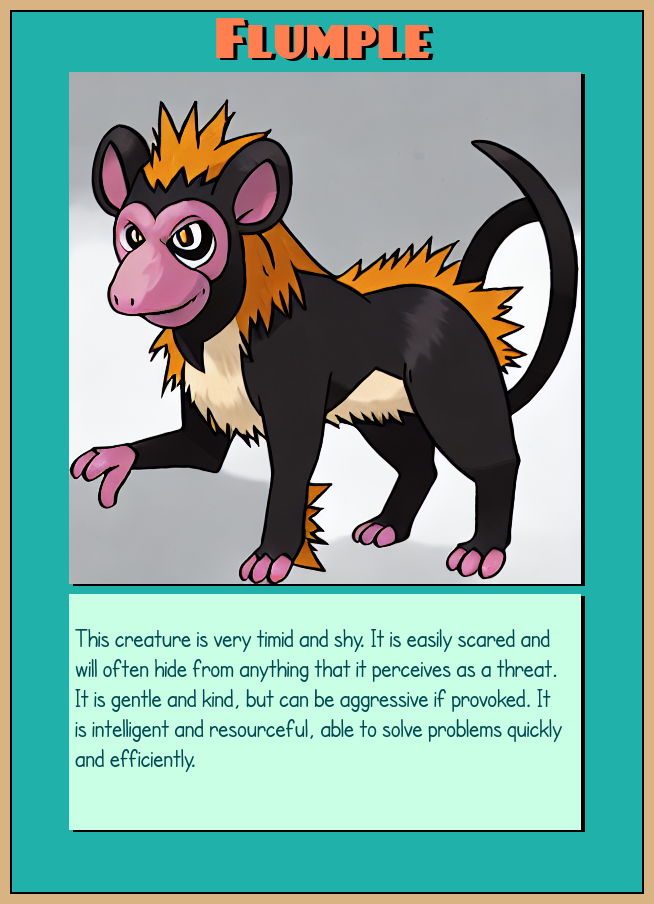 Flumple
This creature is very timid and shy. It is easily scared and
will often hide from anything that it perceives as a threat.
It is gentle and kind, but can be aggressive if provoked. It
is intelligent and resourceful, able to solve problems quickly
and efficiently.